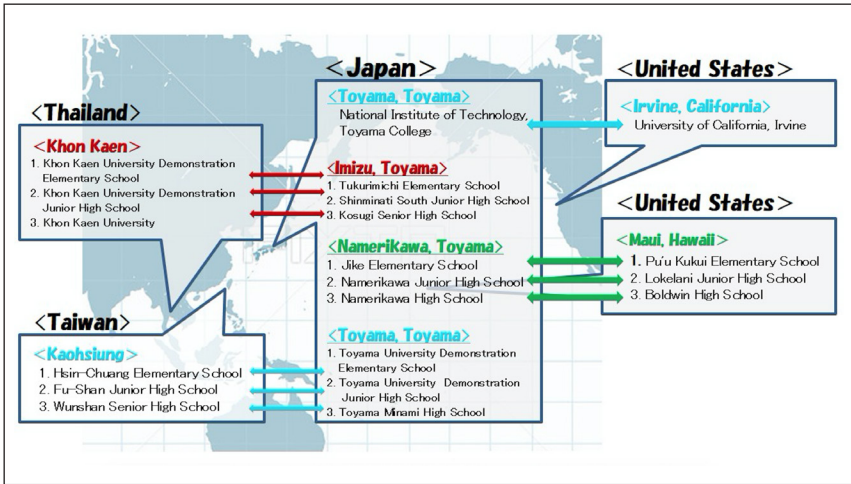 <Thailand>
<Khon Kaen>
1. Khon Kaen University Demonstration
Elementary School
2. Khon Kaen University Demonstration
Junior High School
3. Khon Kaen University
<Taiwan>
<Kaohsiung>
1. Hsin-Chuang Elementary School
2. Fu-Shan Junior High School
3. Wunshan Senior High School
<Japan>
<Toyama, Toyama>
National Institute of Technology,
Toyama College
<Imizu, Toyama>
1. Tukurimichi Elementary School
2. Shinminati South Junior High School
3. Kosugi Senior High School
<Namerikawa, Toyama>
1. Jike Elementary School
2. Namerikawa Junior High School
3. Namerikawa High School
<Toyama, Toyama>
1. Toyama University Demonstration
Elementary School
2. Toyama University Demonstration
Junior High School
3. Toyama Minami High School
<United States>
<Irvine, California>
University of California, Irvine
<United States>
<Maui, Hawaii>
1. Pu'u Kukui Elementary School
2. Lokelani Junior High School
3. Boldwin High School